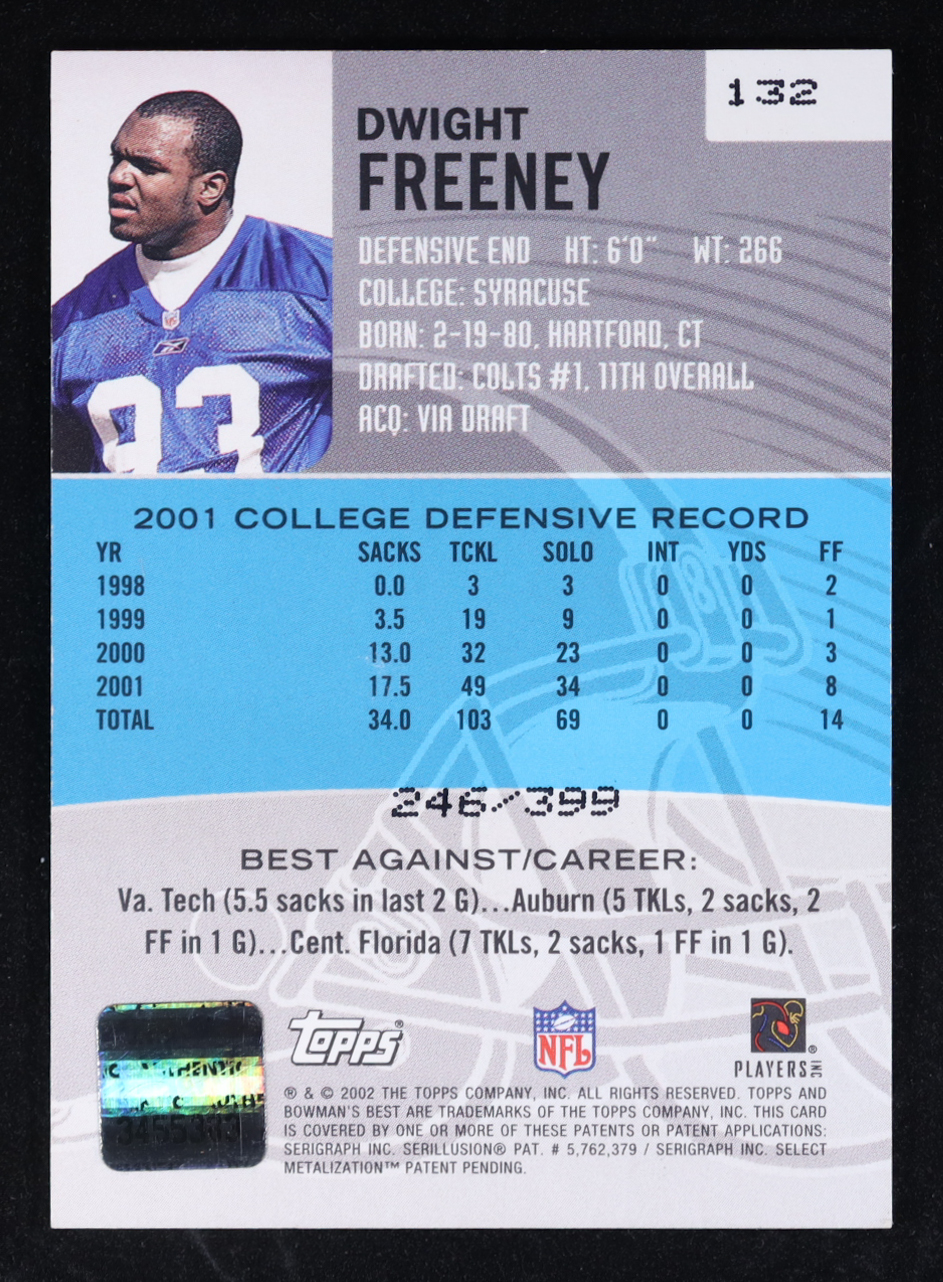 132
DWIGHT
FREENEY
DEFENSIVE END HT: 6'0" WT: 266
COLLEGE: SYRACUSE
BORN: 2-19-80, HARTFORD, CT
DRAFTED: COLTS #1, 11TH OVERALL
ACQ: VIA DRAFT
93
2001 COLLEGE DEFENSIVE RECORD
YR SACKS TCKL SOLO INT YDS FF
1998 0.0 3 3 0 0 2
1999 3.5 19 9 0 0 1
2000 13.0 32 23 0 0 3
2001 17.5 49 34 0 0 8
TOTAL 34.0 103 69 0 0 14
246/399
BEST AGAINST/CAREER:
Va. Tech (5.5 sacks in last 2 G)...Auburn (5 TKLs, 2 sacks, 2
FF in 1 G)...Cent. Florida (7 TKLs, 2 sacks, 1 FF in 1 G).
Topps®
NFL
PLAYERS INC®
® & © 2002 THE TOPPS COMPANY, INC. ALL RIGHTS RESERVED. TOPPS AND
BOWMAN'S BEST ARE TRADEMARKS OF THE TOPPS COMPANY, INC. THIS CARD
IS COVERED BY ONE OR MORE OF THESE PATENTS OR PATENT APPLICATIONS:
SERIGRAPH INC. SERILLUSION® PAT. # 5,762,379 / SERIGRAPH INC. SELECT
METALIZATION™ PATENT PENDING.